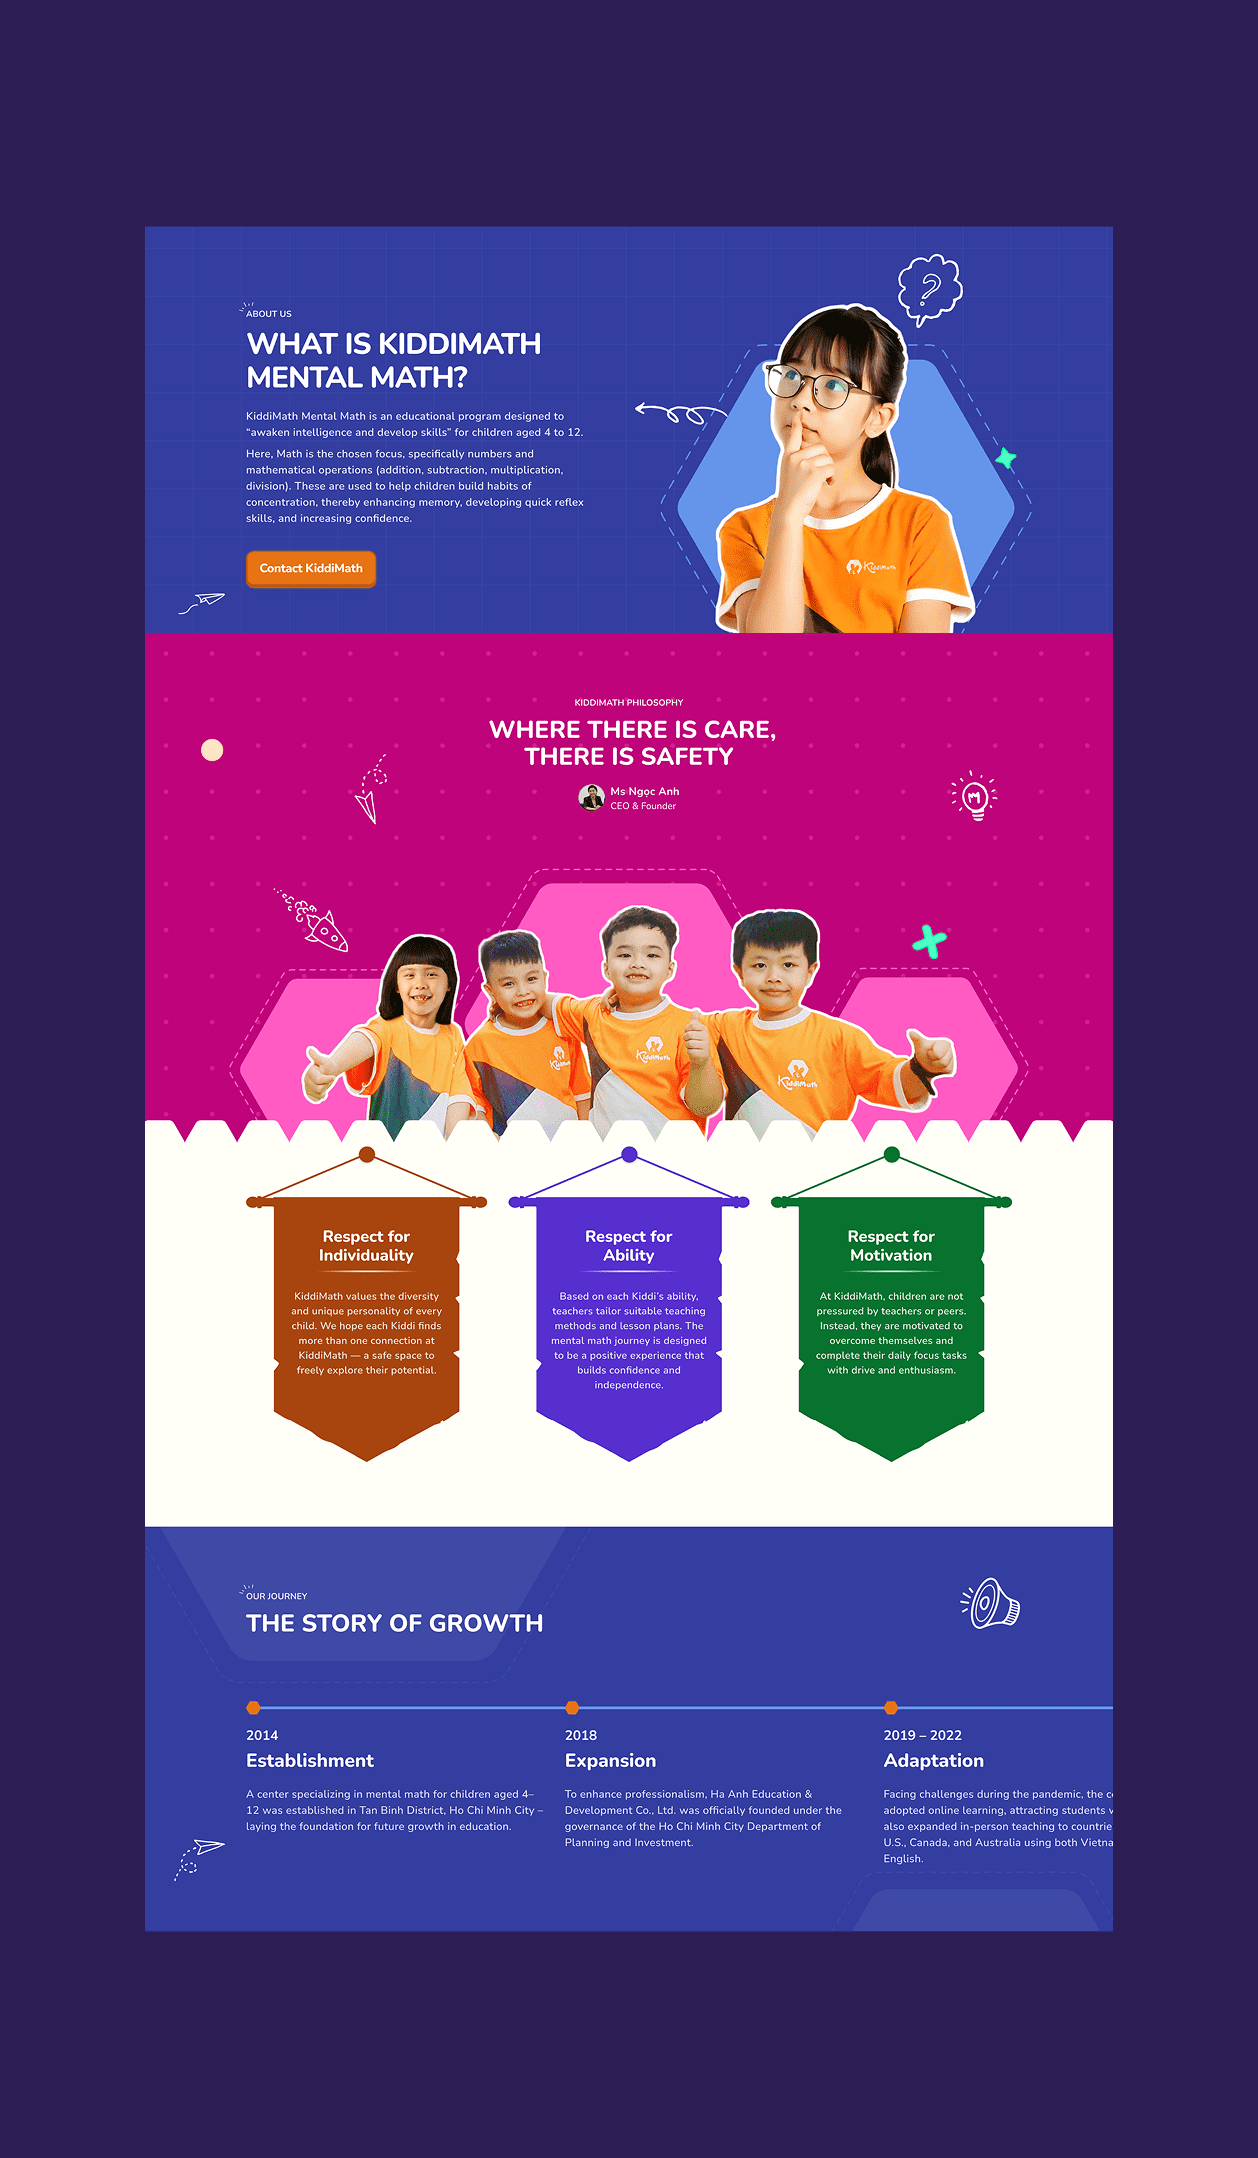 ABOUT US
WHAT IS KIDDIMATH
MENTAL MATH?
KiddiMath Mental Math is an educational program designed to
“awaken intelligence and develop skills” for children aged 4 to 12.
Here, Math is the chosen focus, specifically numbers and
mathematical operations (addition, subtraction, multiplication,
division). These are used to help children build habits of
concentration, thereby enhancing memory, developing quick reflex
skills, and increasing confidence.
Contact KiddiMath
?
KiddiMath
KIDDIMATH PHILOSOPHY
WHERE THERE IS CARE,
THERE IS SAFETY
Ms Ngọc Anh
CEO & Founder
M
KiddiMath
KiddiMath
KiddiMath
Respect for
Individuality
KiddiMath values the diversity
and unique personality of every
child. We hope each Kiddi finds
more than one connection at
KiddiMath — a safe space to
freely explore their potential.
Respect for
Ability
Based on each Kiddi’s ability,
teachers tailor suitable teaching
methods and lesson plans. The
mental math journey is designed
to be a positive experience that
builds confidence and
independence.
Respect for
Motivation
At KiddiMath, children are not
pressured by teachers or peers.
Instead, they are motivated to
overcome themselves and
complete their daily focus tasks
with drive and enthusiasm.
OUR JOURNEY
THE STORY OF GROWTH
2014
Establishment
A center specializing in mental math for children aged 4–
12 was established in Tan Binh District, Ho Chi Minh City –
laying the foundation for future growth in education.
2018
Expansion
To enhance professionalism, Ha Anh Education &
Development Co., Ltd. was officially founded under the
governance of the Ho Chi Minh City Department of
Planning and Investment.
2019 – 2022
Adaptation
Facing challenges during the pandemic, the
adopted online learning, attracting students
also expanded in-person teaching to
U.S., Canada, and Australia using both
English.